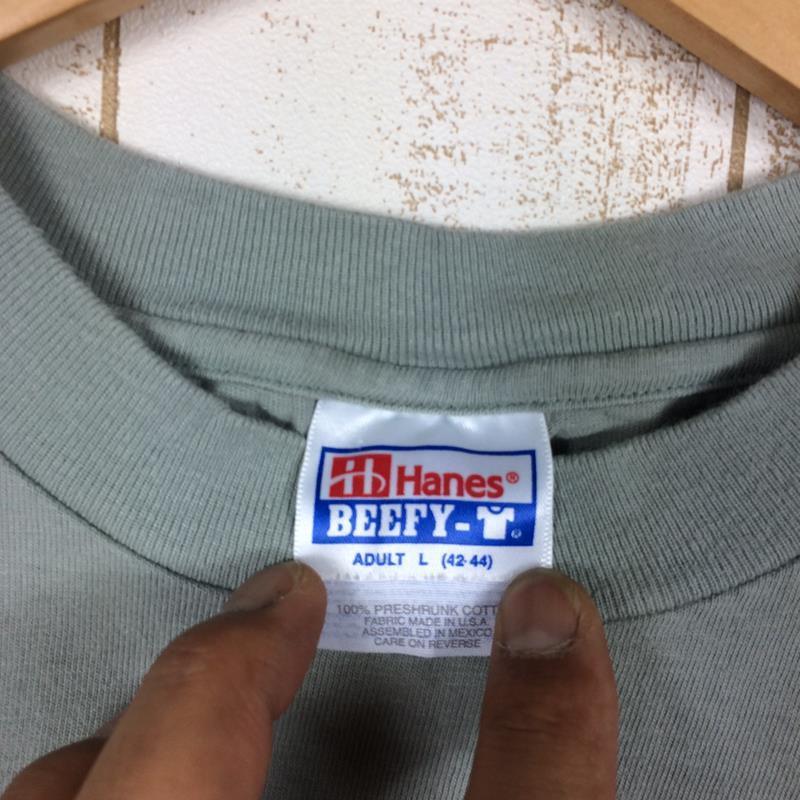 Hanes®
BEEFY-T®
ADULT L (42-44)
100% PRESHRUNK
FABRIC MADE IN U.S.A.
ASSEMBLED IN MEXICO
CARE ON REVERSE